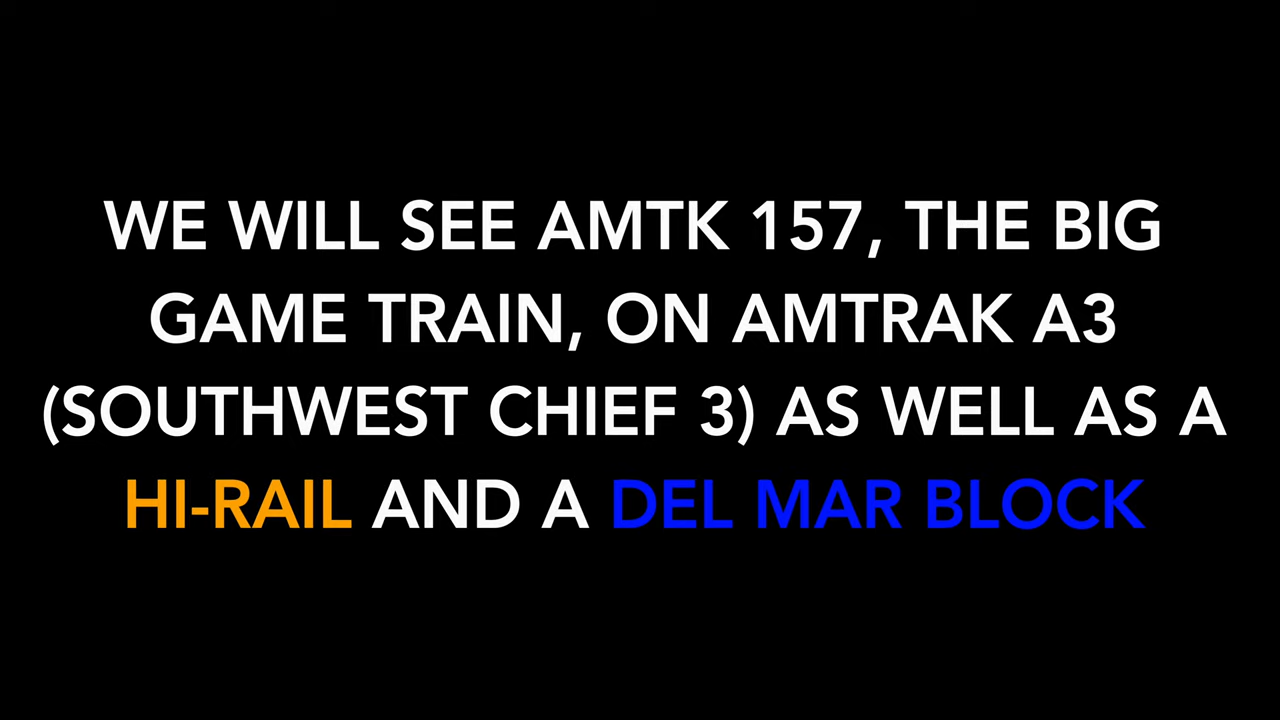 WE WILL SEE AMTK 157, THE BIG
GAME TRAIN, ON AMTRAK A3
(SOUTHWEST CHIEF 3) AS WELL AS A
HI-RAIL AND A DEL MAR BLOCK